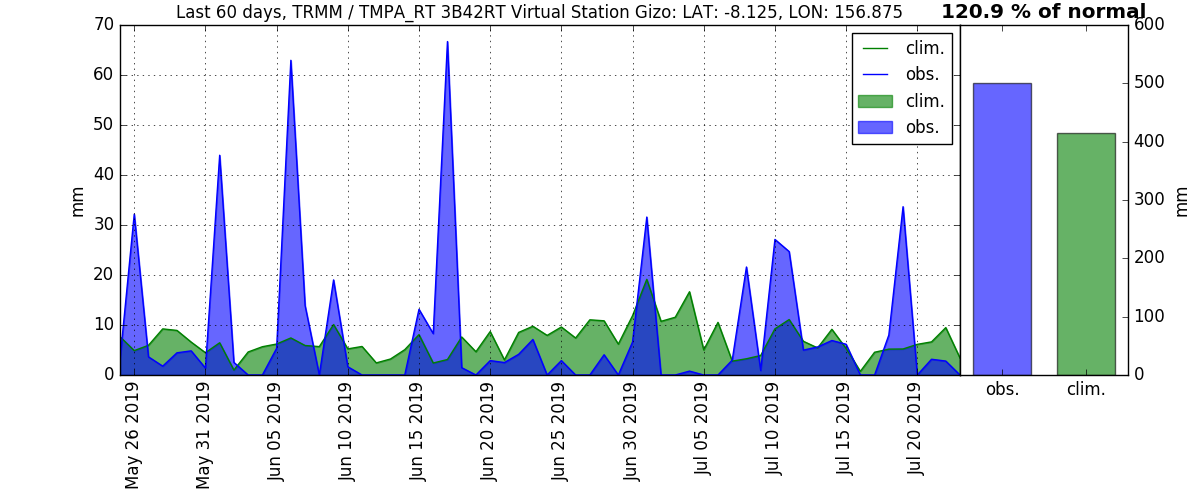 Last 60 days, TRMM / TMPA_RT 3B42RT Virtual Station Gizo: LAT: -8.125, LON: 156.875
120.9 % of normal
70
60
50
40
30
20
10
0
mm
clim.
obs.
clim.
obs.
May 26 2019
May 31 2019
Jun 05 2019
Jun 10 2019
Jun 15 2019
Jun 20 2019
Jun 25 2019
Jun 30 2019
Jul 05 2019
Jul 10 2019
Jul 15 2019
Jul 20 2019
600
500
400
300
200
100
0
mm
obs.
clim.